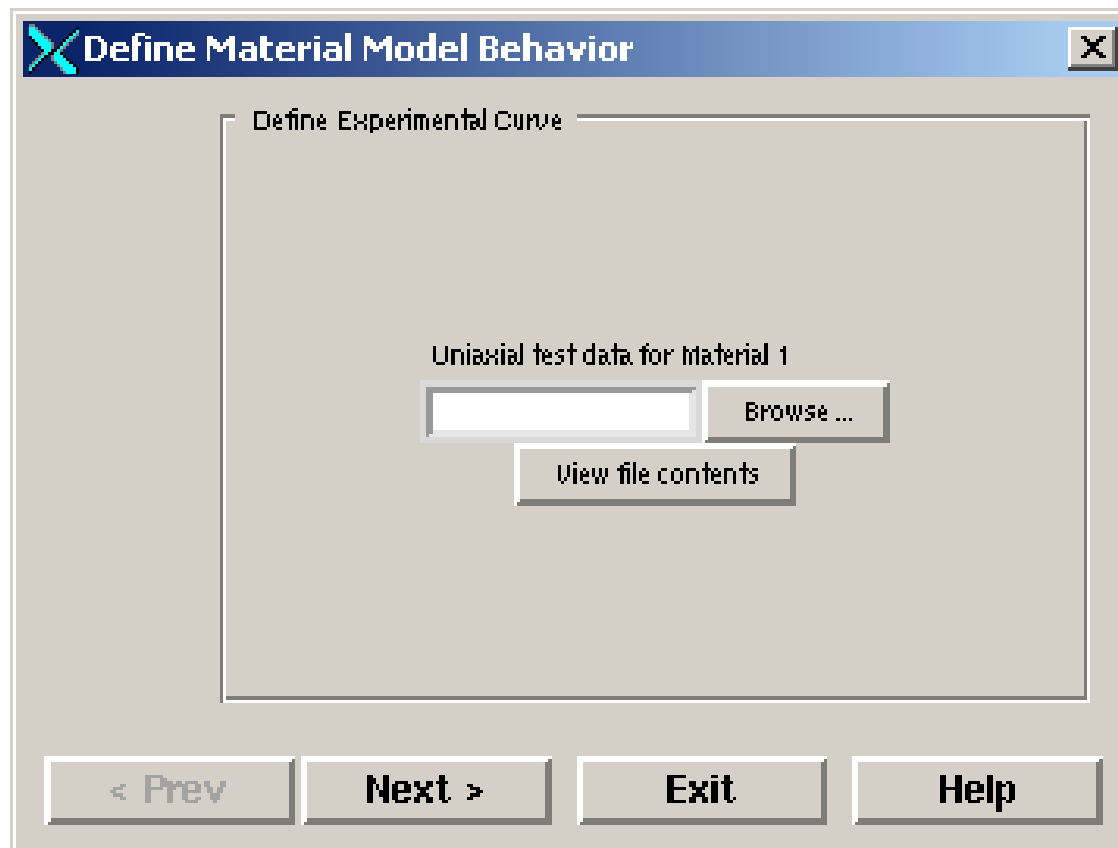 Define Material Model Behavior
Define Experimental Curve
Uniaxial test data for Material 1
Browse ...
View file contents
< Prev Next > Exit Help